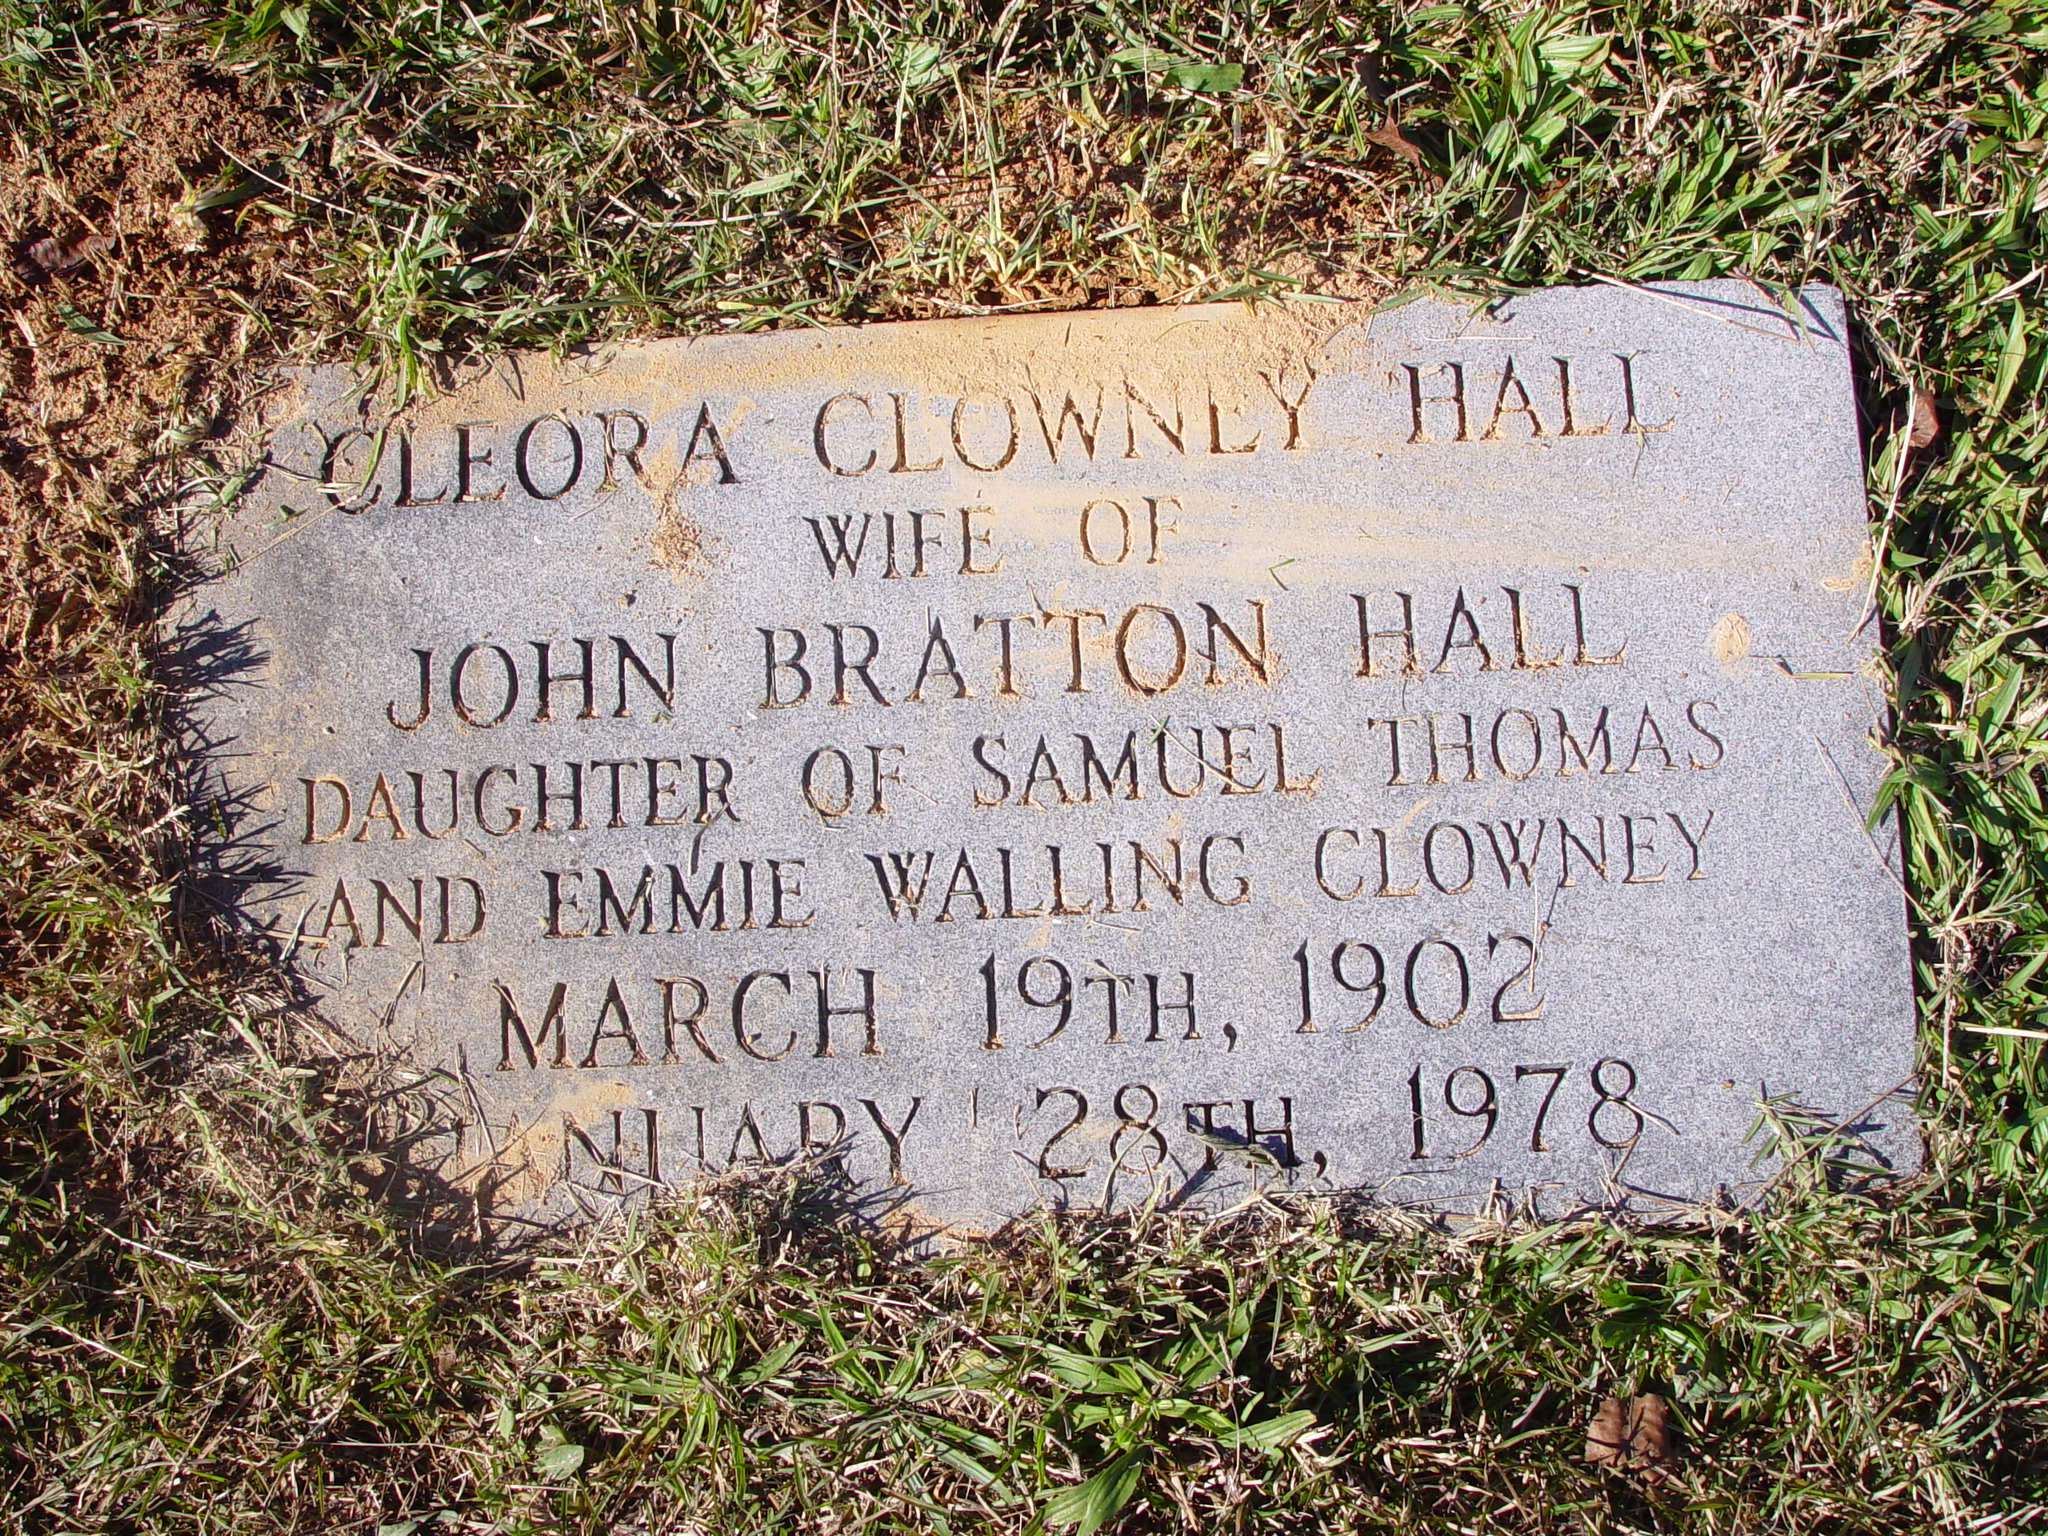 CLEORA CLOWNEY HALL
WIFE OF
JOHN BRATTON HALL
DAUGHTER OF SAMUEL THOMAS
AND EMMIE WALLING CLOWNEY
MARCH 19TH, 1902
JANUARY 28TH, 1978